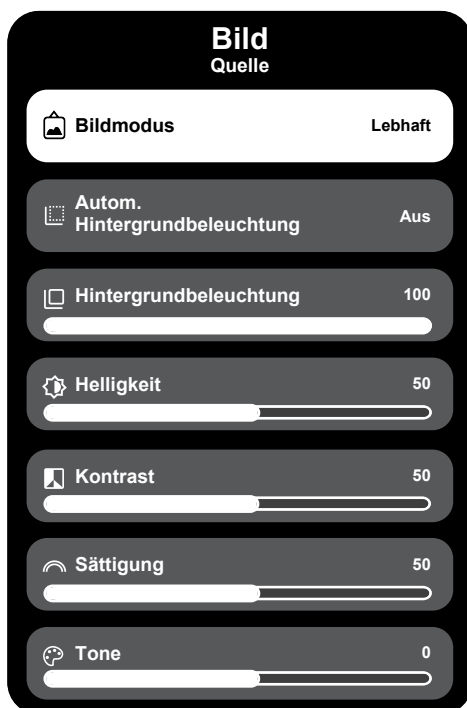 Bild
Quelle
Bildmodus Lebhaft
Autom.
Hintergrundbeleuchtung Aus
Hintergrundbeleuchtung 100
Helligkeit 50
Kontrast 50
Sättigung 50
Tone 0